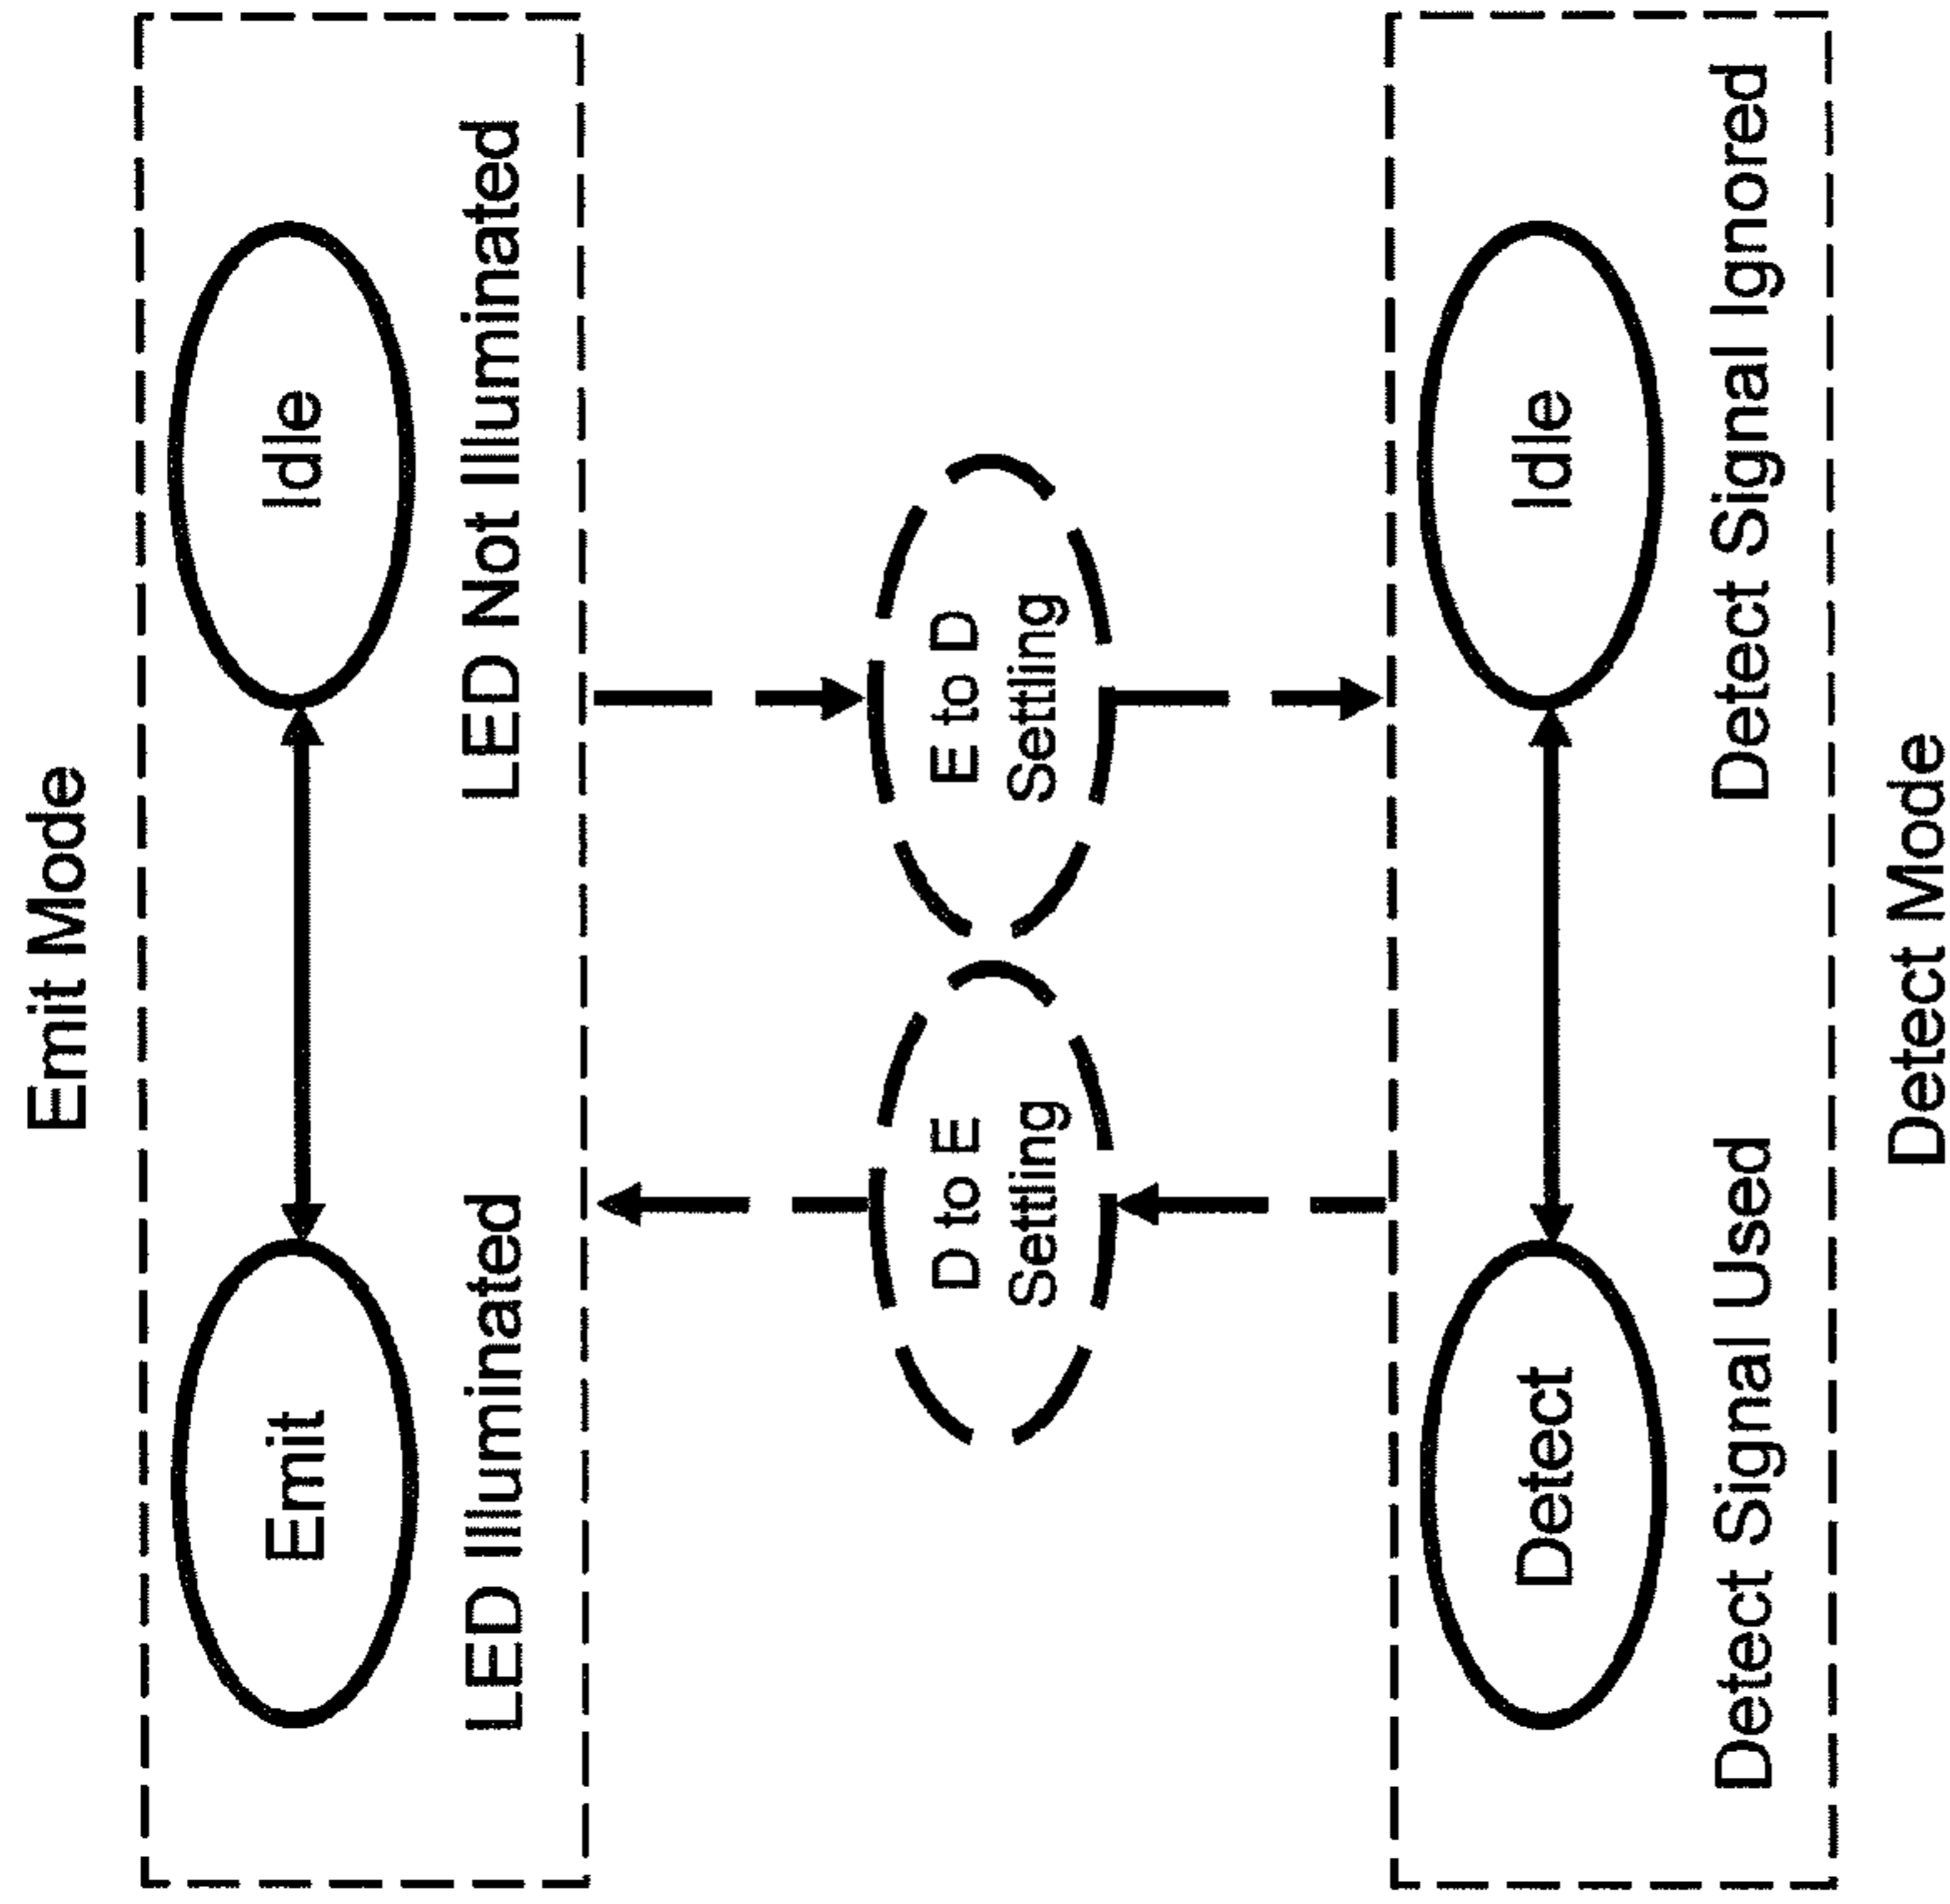 Emit Mode
Emit
Idle
LED Illuminated
LED Not Illuminated
D to E
Settling
E to D
Settling
Detect
Idle
Detect Signal Used
Detect Signal Ignored
Detect Mode